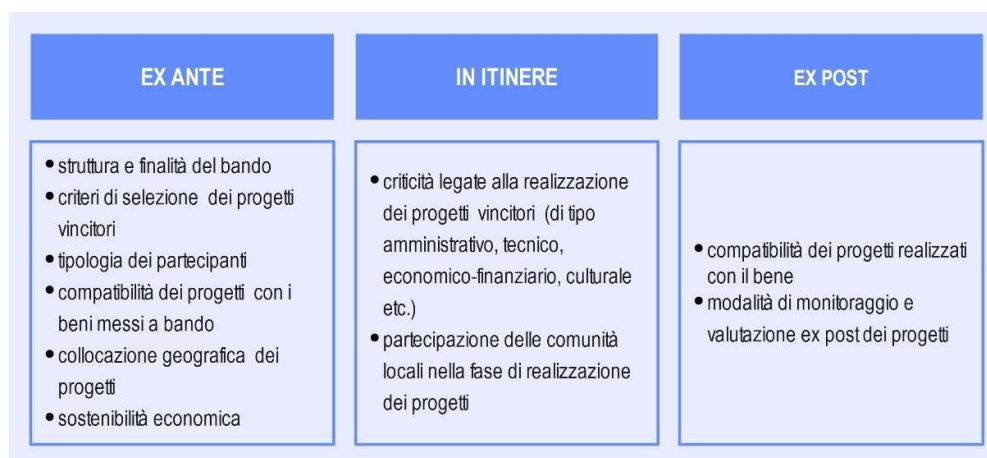 EX ANTE
• struttura e finalità del bando
• criteri di selezione dei progetti
vincitori
• tipologia dei partecipanti
• compatibilità dei progetti con i
beni messi a bando
• collocazione geografica dei
progetti
• sostenibilità economica
IN ITINERE
• criticità legate alla realizzazione
dei progetti vincitori (di tipo
amministrativo, tecnico,
economico-finanziario, culturale
etc.)
• partecipazione delle comunità
locali nella fase di realizzazione
dei progetti
EX POST
• compatibilità dei progetti realizzati
con il bene
• modalità di monitoraggio e
valutazione ex post dei progetti